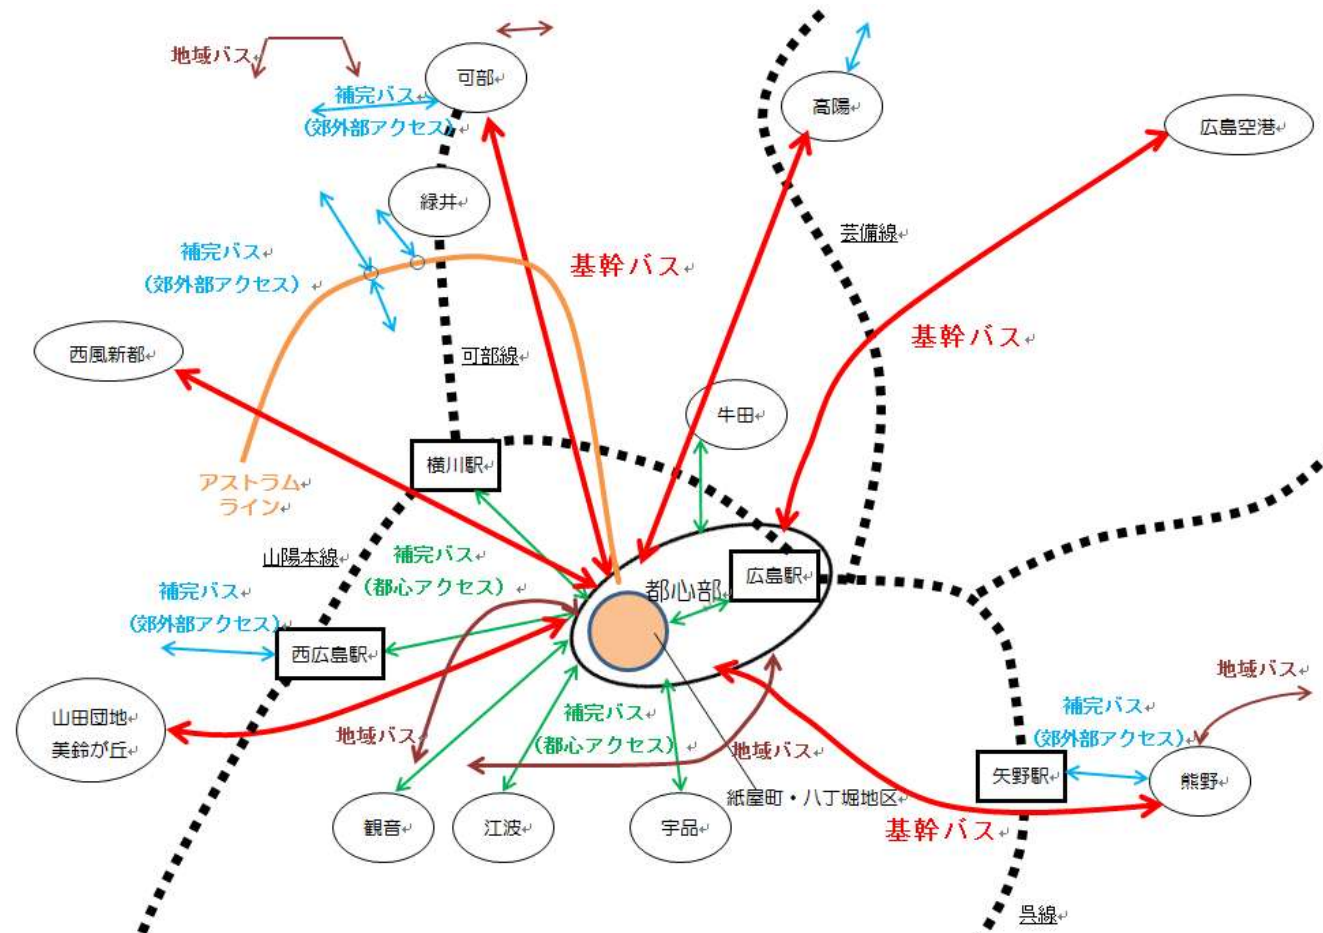 地域バス
可部
補完バス
(郊外部アクセス)
高陽
広島空港
緑井
芸備線
補完バス
(郊外部アクセス)
基幹バス
基幹バス
西風新都
可部線
牛田
横川駅
アストラム
ライン
山陽本線
補完バス
(都心アクセス)
広島駅
都心部
補完バス
(郊外部アクセス)
西広島駅
地域バス
山田団地
美鈴が丘
補完バス
(都心アクセス)
地域バス
地域バス
補完バス
(郊外部アクセス)
矢野駅
熊野
紙屋町・八丁堀地区
観音
江波
宇品
基幹バス
呉線